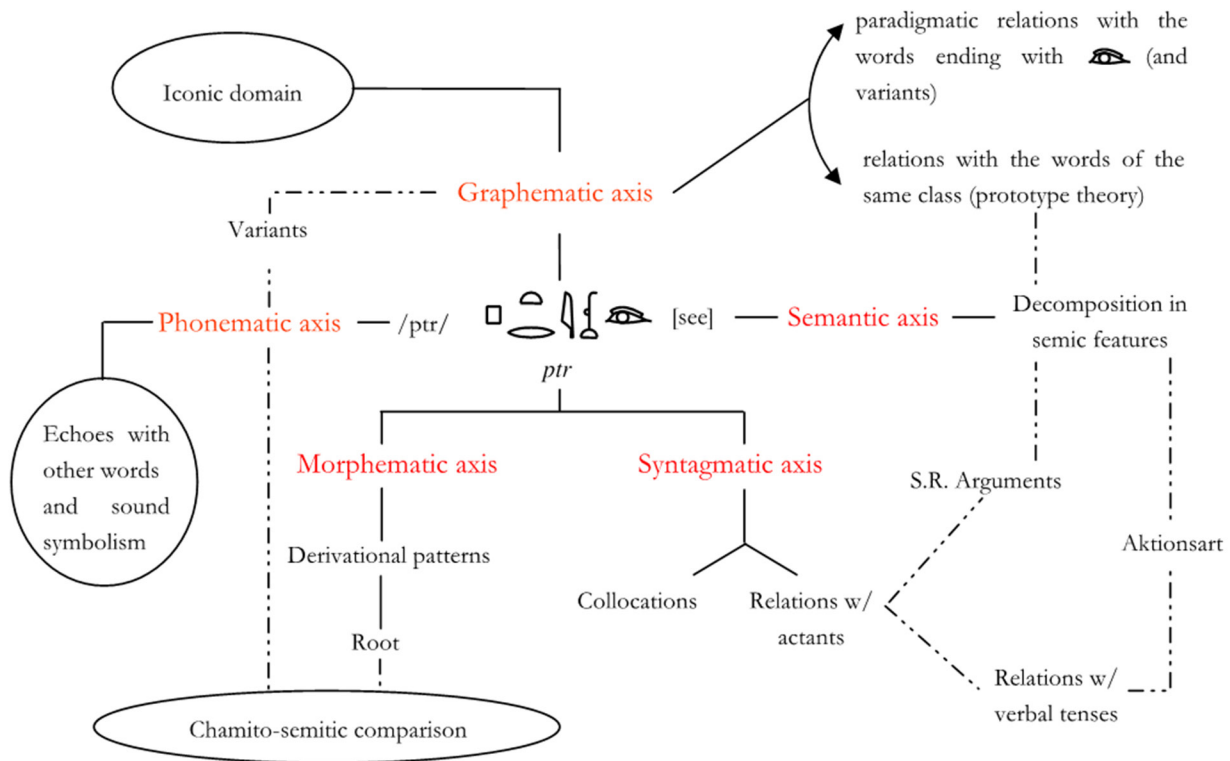 paradigmatic relations with the
words ending with 𓁹 (and
variants)
Iconic domain
relations with the words of the
same class (prototype theory)
Graphematic axis
Variants
Phonematic axis
/ptr/
𓊪𓏏𓂋𓇋𓇋𓁹
[see]
Semantic axis
Decomposition in
semic features
ptr
Echoes with
other words
and sound
symbolism
Morphematic axis
Syntagmatic axis
S.R. Arguments
Derivational patterns
Aktionsart
Collocations
Relations w/
actants
Root
Relations w/
verbal tenses
Chamito-semitic comparison